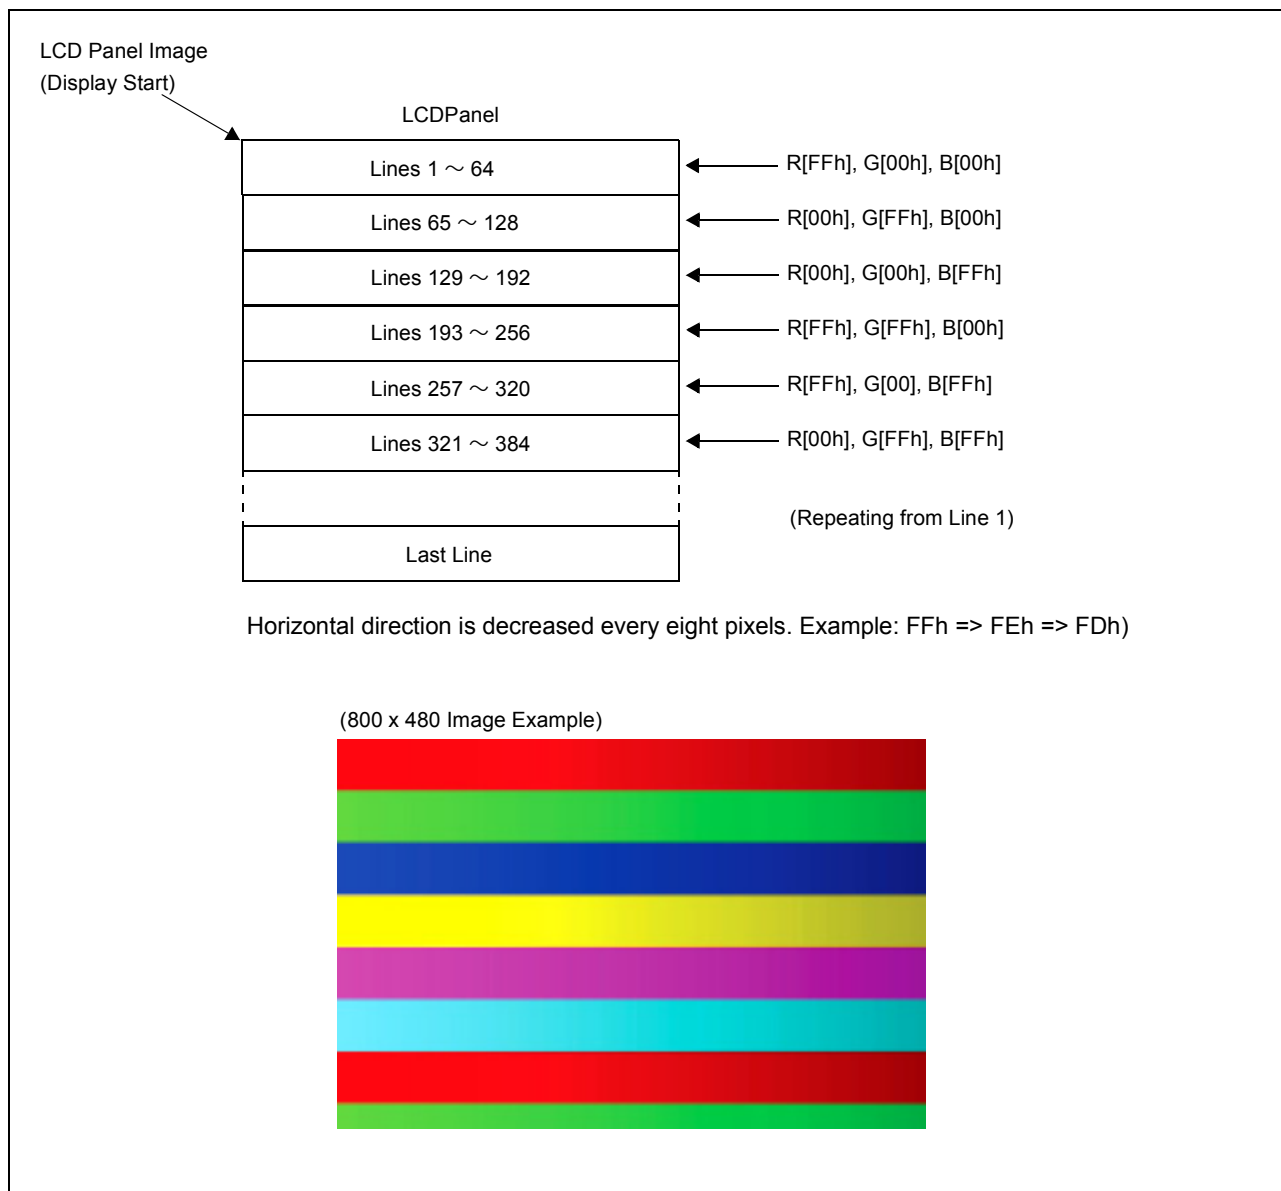 LCD Panel Image
(Display Start)
LCDPanel
Lines 1 ～ 64
R[FFh], G[00h], B[00h]
Lines 65 ～ 128
R[00h], G[FFh], B[00h]
Lines 129 ～ 192
R[00h], G[00h], B[FFh]
Lines 193 ～ 256
R[FFh], G[FFh], B[00h]
Lines 257 ～ 320
R[FFh], G[00], B[FFh]
Lines 321 ～ 384
R[00h], G[FFh], B[FFh]
(Repeating from Line 1)
Last Line
Horizontal direction is decreased every eight pixels. Example: FFh => FEh => FDh)
(800 x 480 Image Example)